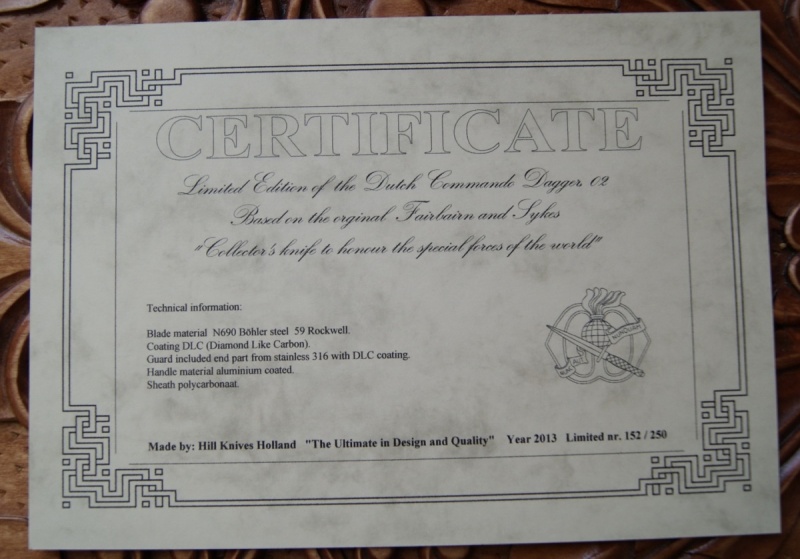 CERTIFICATE
Limited Edition of the Dutch Commando Dagger, 02
Based on the orginal Fairbairn and Sykes
"Collector's knife to honour the special forces of the world"
Technical information:
Blade material N690 Böhler steel 59 Rockwell.
Coating DLC (Diamond Like Carbon).
Guard included end part from stainless 316 with DLC coating.
Handle material aluminium coated.
Sheath polycarbonaat.
NUNQUAM
Made by: Hill Knives Holland "The Ultimate in Design and Quality" Year 2013 Limited nr. 152 / 250